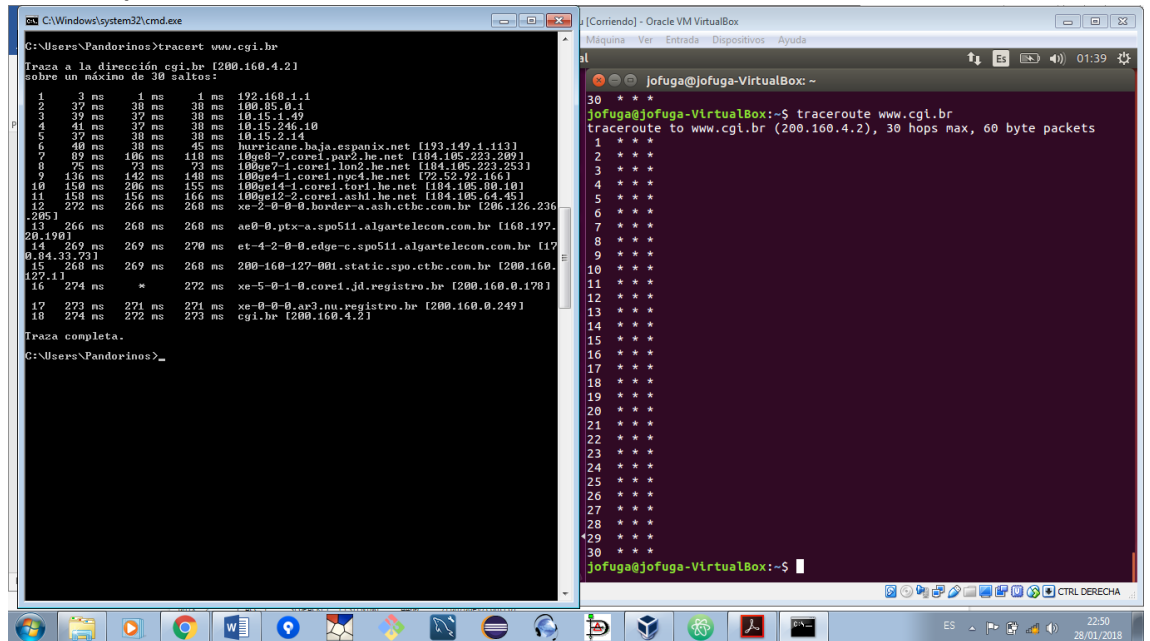 C:\Windows\system32\cmd.exe
C:\Users\Pandorinos>tracert www.cgi.br
Traza a la dirección cgi.br [200.160.4.2]
sobre un máximo de 30 saltos:
1 3 ms 1 ms 1 ms 192.168.1.1
2 37 ms 38 ms 38 ms 100.85.0.1
3 39 ms 37 ms 38 ms 10.15.1.49
4 41 ms 37 ms 38 ms 10.15.246.10
5 37 ms 38 ms 38 ms 10.15.2.14
6 40 ms 38 ms 45 ms hurricane.baja.espanix.net [193.149.1.113]
7 89 ms 106 ms 118 ms 10ge8-7.core1.par2.he.net [184.105.223.209]
8 75 ms 73 ms 73 ms 100ge7-1.core1.lon2.he.net [184.105.223.253]
9 136 ms 142 ms 148 ms 100ge4-1.core1.nyc4.he.net [72.52.92.166]
10 150 ms 206 ms 155 ms 100ge14-1.core1.tor1.he.net [184.105.80.10]
11 158 ms 156 ms 166 ms 100ge12-2.core1.ash1.he.net [184.105.64.45]
12 272 ms 266 ms 268 ms xe-2-0-0-0.border-a.ash.ctbc.com.br [206.126.236
.205]
13 266 ms 268 ms 268 ms ae0-0.ptx-a.spo511.algartelecom.com.br [168.197.
20.190]
14 269 ms 269 ms 270 ms et-4-2-0-0.edge-c.spo511.algartelecom.com.br [17
0.84.33.73]
15 268 ms 269 ms 268 ms 200-160-127-001.static.spo.ctbc.com.br [200.160.
127.1]
16 274 ms * 272 ms xe-5-0-1-0.core1.jd.registro.br [200.160.0.178]
17 273 ms 271 ms 271 ms xe-0-0-0.ar3.nu.registro.br [200.160.0.249]
18 274 ms 272 ms 273 ms cgi.br [200.160.4.2]
Traza completa.
C:\Users\Pandorinos>_
[Corriendo] - Oracle VM VirtualBox
Máquina Ver Entrada Dispositivos Ayuda
al Es 01:39
jofuga@jofuga-VirtualBox: ~
30 * * *
jofuga@jofuga-VirtualBox:~$ traceroute www.cgi.br
traceroute to www.cgi.br (200.160.4.2), 30 hops max, 60 byte packets
1 * * *
2 * * *
3 * * *
4 * * *
5 * * *
6 * * *
7 * * *
8 * * *
9 * * *
10 * * *
11 * * *
12 * * *
13 * * *
14 * * *
15 * * *
16 * * *
17 * * *
18 * * *
19 * * *
20 * * *
21 * * *
22 * * *
23 * * *
24 * * *
25 * * *
26 * * *
27 * * *
28 * * *
29 * * *
30 * * *
jofuga@jofuga-VirtualBox:~$
CTRL DERECHA
ES 22:50
28/01/2018